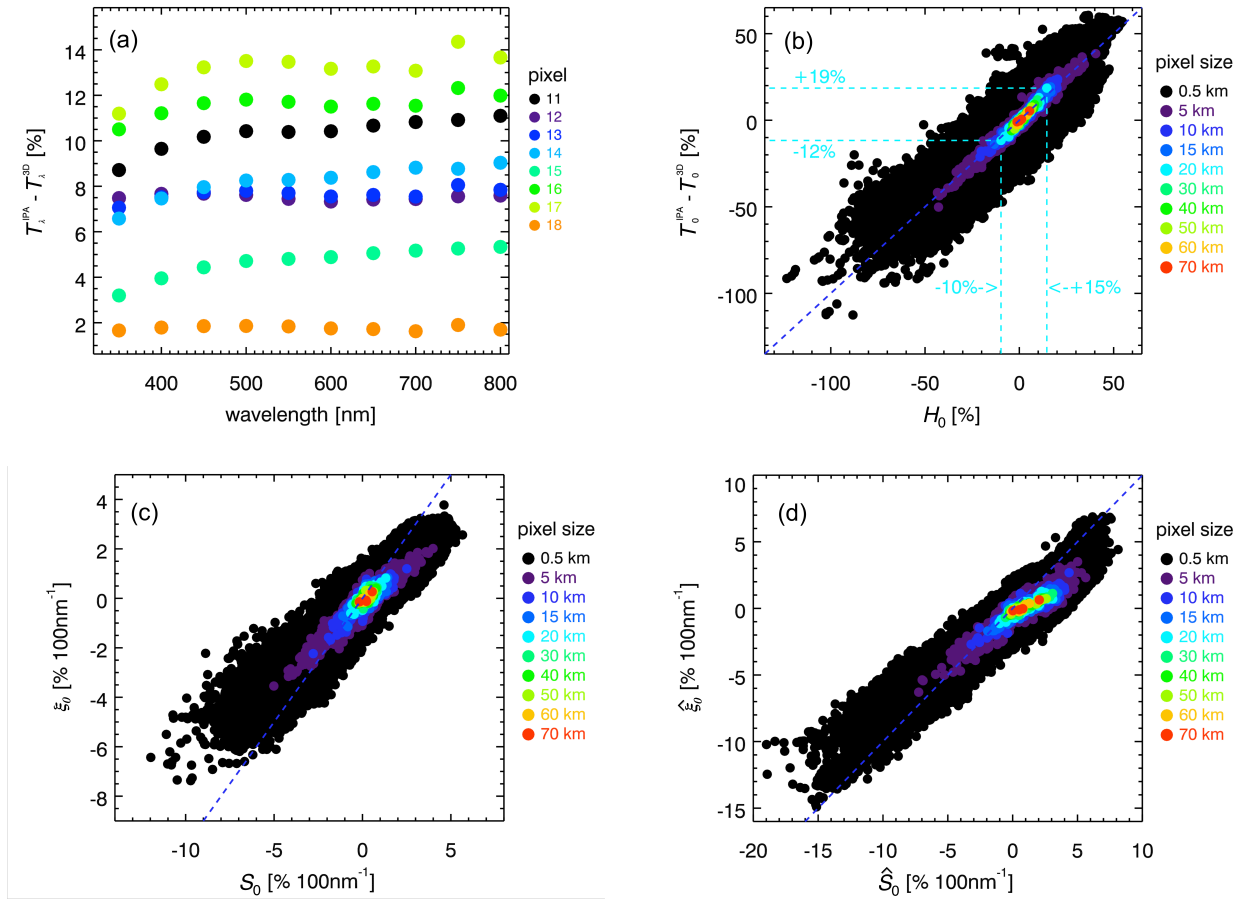 (a)
14
12
10
8
6
4
2
T_λ^IPA - T_λ^3D [%]
400 500 600 700 800
wavelength [nm]
pixel
11
12
13
14
15
16
17
18
(b)
50
0
-50
-100
T_0^IPA - T_0^3D [%]
+19%
-12%
-10%-> <-+15%
-100 -50 0 50
H_0 [%]
pixel size
0.5 km
5 km
10 km
15 km
20 km
30 km
40 km
50 km
60 km
70 km
(c)
4
2
0
-2
-4
-6
-8
ξ_0 [% 100nm⁻¹]
-10 -5 0 5
S_0 [% 100nm⁻¹]
pixel size
0.5 km
5 km
10 km
15 km
20 km
30 km
40 km
50 km
60 km
70 km
(d)
10
5
0
-5
-10
-15
ξ̂_0 [% 100nm⁻¹]
-20 -15 -10 -5 0 5 10
Ŝ_0 [% 100nm⁻¹]
pixel size
0.5 km
5 km
10 km
15 km
20 km
30 km
40 km
50 km
60 km
70 km